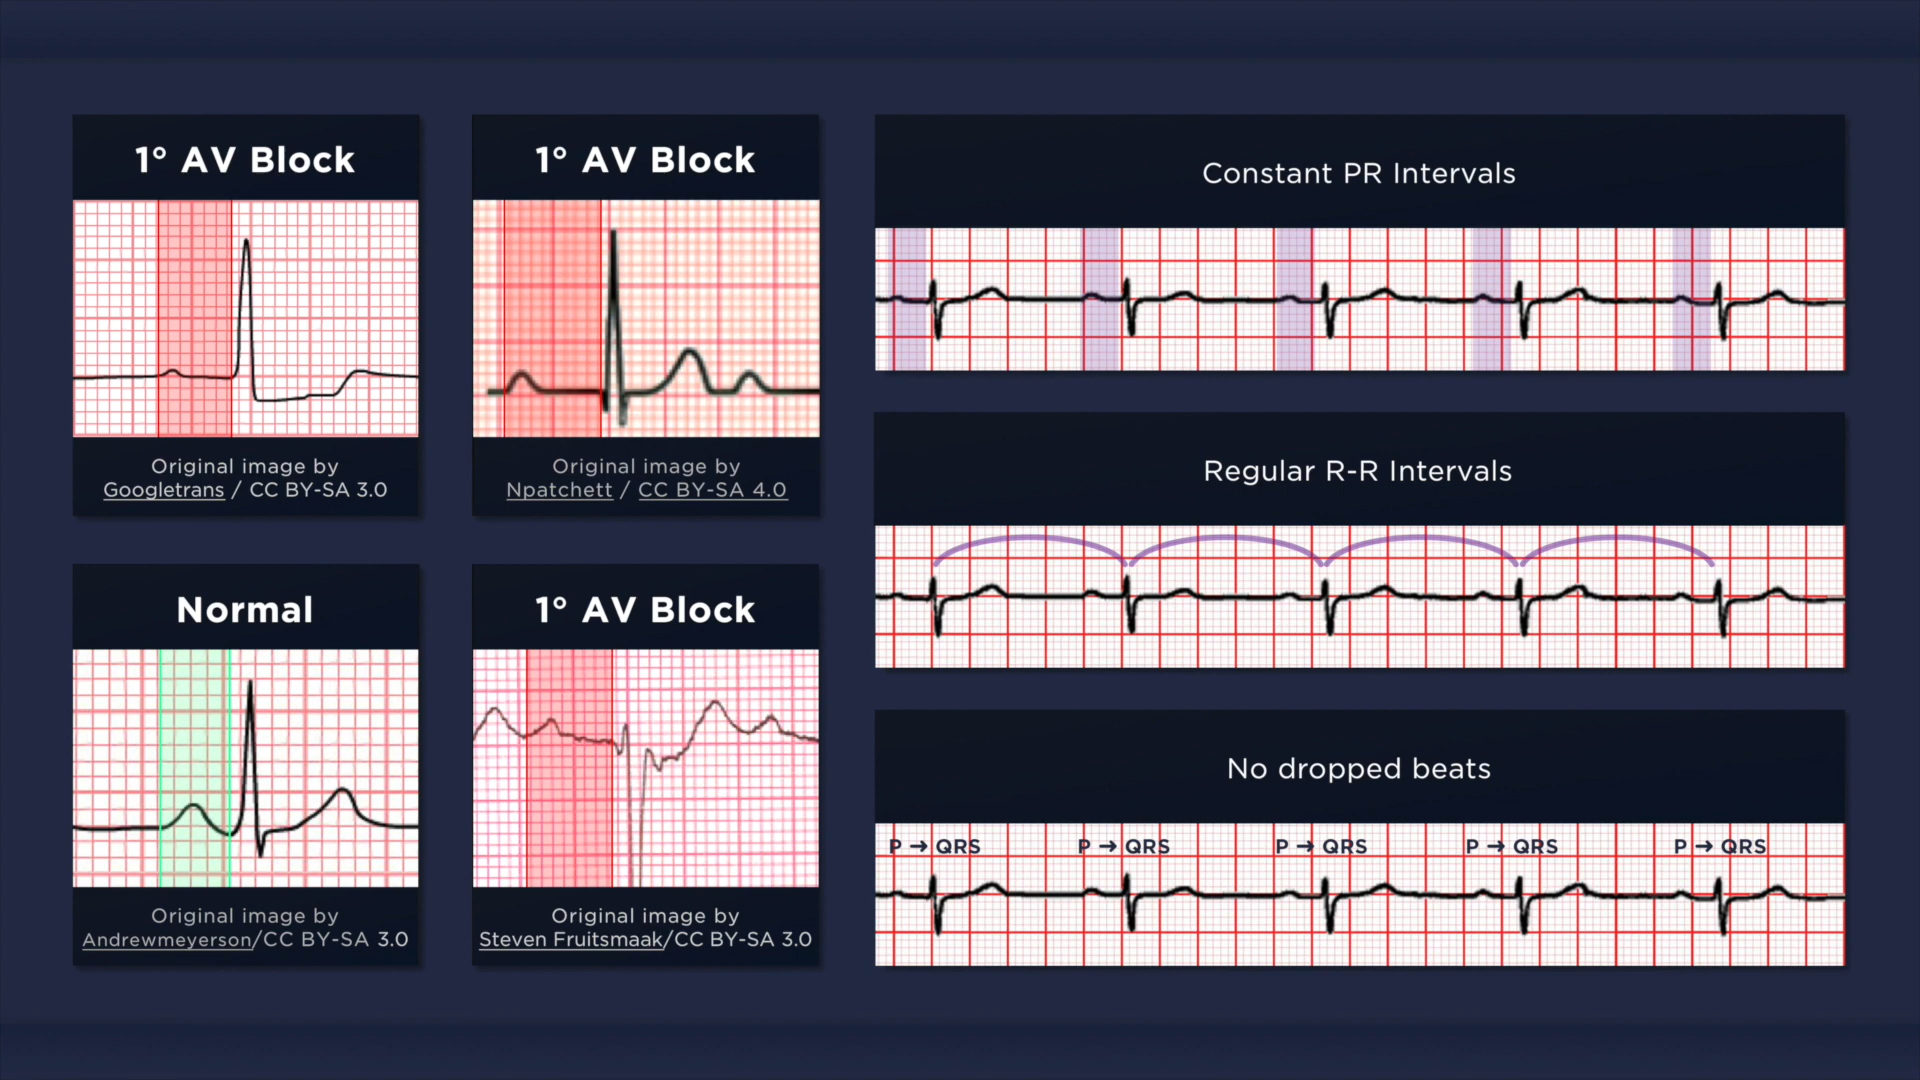 1° AV Block
Original image by
Googletrans / CC BY-SA 3.0
1° AV Block
Original image by
Npatchett / CC BY-SA 4.0
Normal
Original image by
Andrewmeyerson/CC BY-SA 3.0
1° AV Block
Original image by
Steven Fruitsmaak/CC BY-SA 3.0
Constant PR Intervals
Regular R-R Intervals
No dropped beats
P → QRS P → QRS P → QRS P → QRS P → QRS